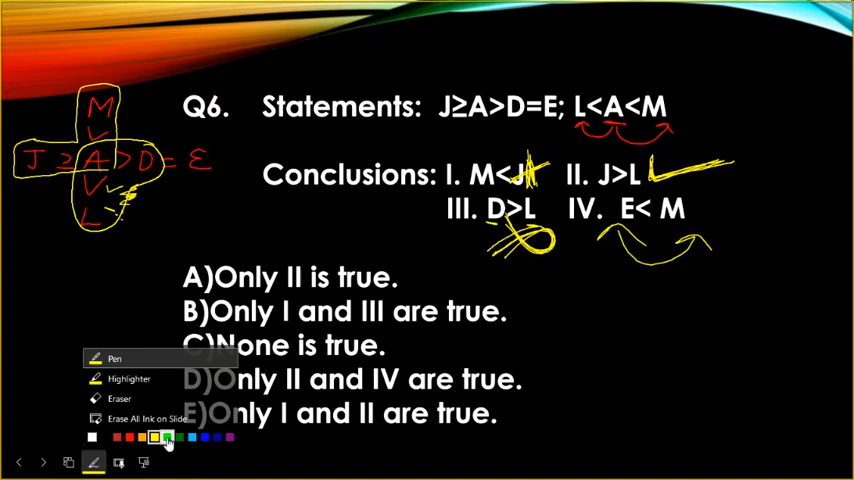 Q6. Statements: J≥A>D=E; L<A<M
Conclusions: I. M<J II. J>L
III. D>L IV. E< M
A)Only II is true.
B)Only I and III are true.
C)None is true.
D)Only II and IV are true.
E)Only I and II are true.
M
V
J ≥ A > D = E
V
L
Pen
Highlighter
Eraser
Erase All Ink on Slide